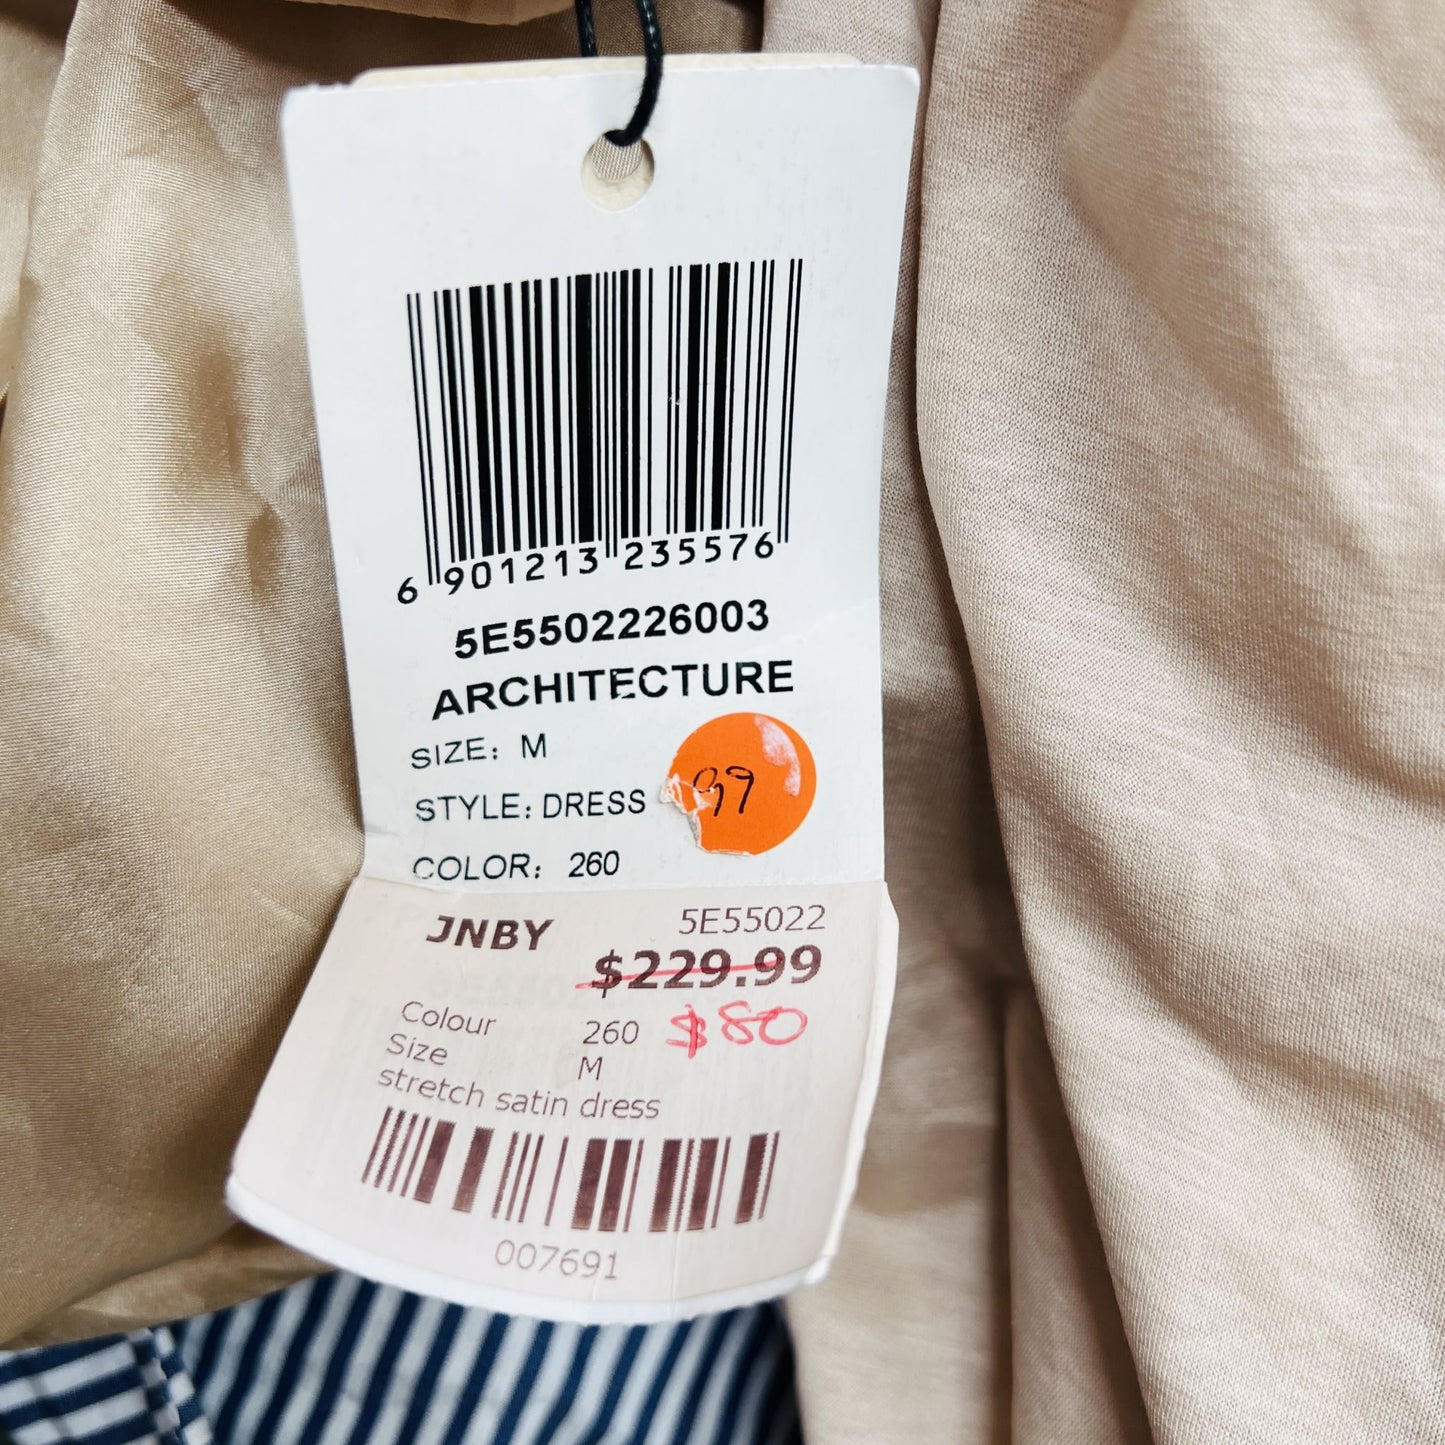 6 901213 235576
5E5502226003
ARCHITECTURE
SIZE: M
STYLE: DRESS
99
COLOR: 260
JNBY 5E55022
$229.99
$80
Colour 260
Size M
stretch satin dress
007691